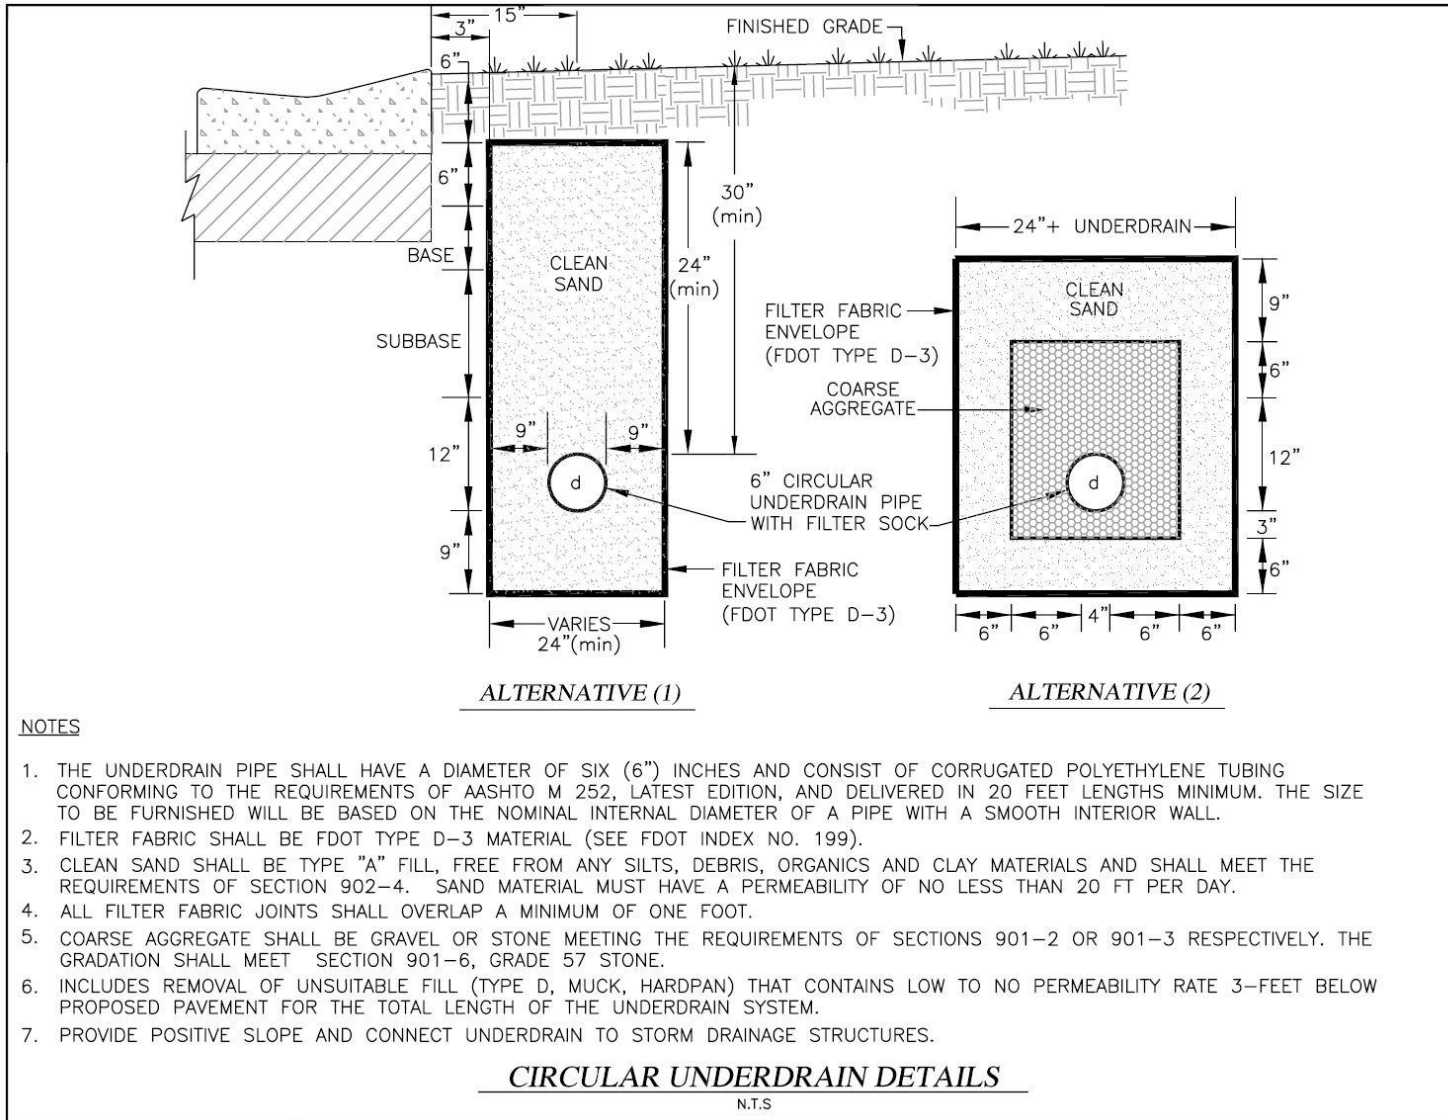 15”
3”
FINISHED GRADE
6”
6”
30”
(min)
24”+ UNDERDRAIN
BASE
CLEAN
SAND
24”
(min)
CLEAN
SAND
9”
FILTER FABRIC
ENVELOPE
(FDOT TYPE D–3)
SUBBASE
6”
COARSE
AGGREGATE
9”
9”
12”
12”
d
d
6” CIRCULAR
UNDERDRAIN PIPE
WITH FILTER SOCK
3”
9”
FILTER FABRIC
ENVELOPE
(FDOT TYPE D–3)
6”
VARIES
24”(min)
6”
6”
4”
6”
6”
ALTERNATIVE (1)
ALTERNATIVE (2)
NOTES
1. THE UNDERDRAIN PIPE SHALL HAVE A DIAMETER OF SIX (6”) INCHES AND CONSIST OF CORRUGATED POLYETHYLENE TUBING
CONFORMING TO THE REQUIREMENTS OF AASHTO M 252, LATEST EDITION, AND DELIVERED IN 20 FEET LENGTHS MINIMUM. THE SIZE
TO BE FURNISHED WILL BE BASED ON THE NOMINAL INTERNAL DIAMETER OF A PIPE WITH A SMOOTH INTERIOR WALL.
2. FILTER FABRIC SHALL BE FDOT TYPE D–3 MATERIAL (SEE FDOT INDEX NO. 199).
3. CLEAN SAND SHALL BE TYPE ”A” FILL, FREE FROM ANY SILTS, DEBRIS, ORGANICS AND CLAY MATERIALS AND SHALL MEET THE
REQUIREMENTS OF SECTION 902–4. SAND MATERIAL MUST HAVE A PERMEABILITY OF NO LESS THAN 20 FT PER DAY.
4. ALL FILTER FABRIC JOINTS SHALL OVERLAP A MINIMUM OF ONE FOOT.
5. COARSE AGGREGATE SHALL BE GRAVEL OR STONE MEETING THE REQUIREMENTS OF SECTIONS 901–2 OR 901–3 RESPECTIVELY. THE
GRADATION SHALL MEET SECTION 901–6, GRADE 57 STONE.
6. INCLUDES REMOVAL OF UNSUITABLE FILL (TYPE D, MUCK, HARDPAN) THAT CONTAINS LOW TO NO PERMEABILITY RATE 3–FEET BELOW
PROPOSED PAVEMENT FOR THE TOTAL LENGTH OF THE UNDERDRAIN SYSTEM.
7. PROVIDE POSITIVE SLOPE AND CONNECT UNDERDRAIN TO STORM DRAINAGE STRUCTURES.
CIRCULAR UNDERDRAIN DETAILS
N.T.S